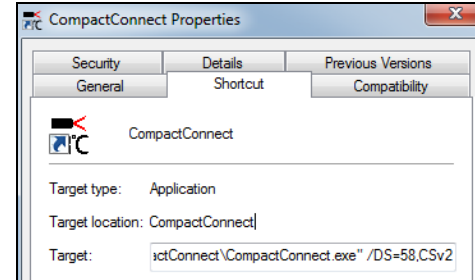 CompactConnect Properties
Security Details Previous Versions
General Shortcut Compatibility
°C CompactConnect
Target type: Application
Target location: CompactConnect
Target: actConnect\CompactConnect.exe" /DS=58,CSv2